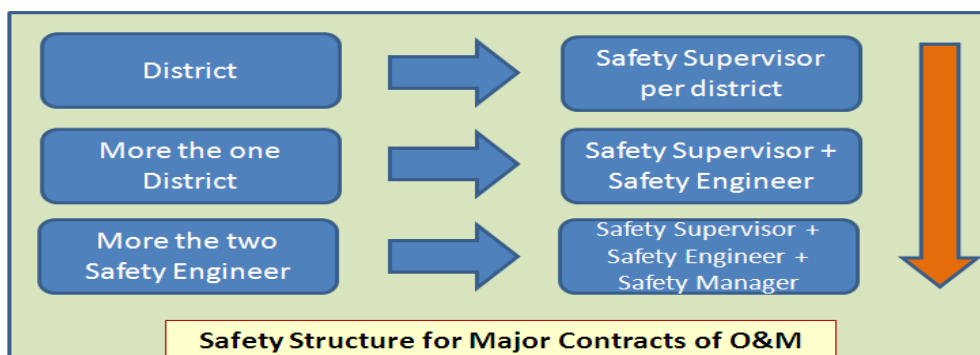 District
Safety Supervisor
per district
More the one
District
Safety Supervisor +
Safety Engineer
More the two
Safety Engineer
Safety Supervisor +
Safety Engineer +
Safety Manager
Safety Structure for Major Contracts of O&M